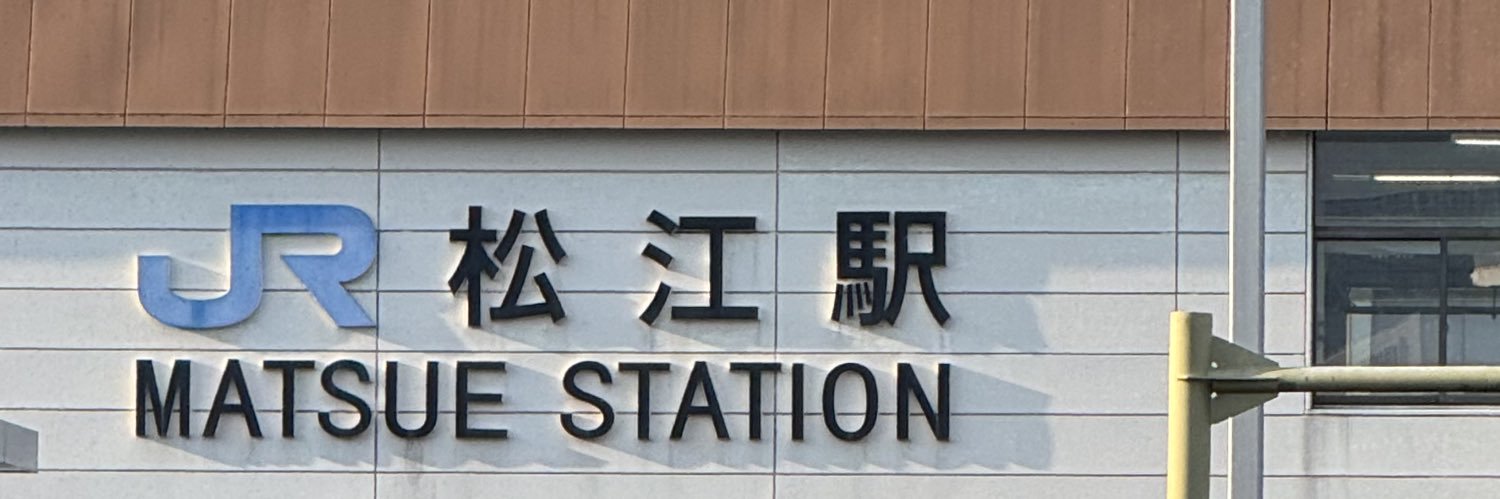 JR 松江駅
MATSUE STATION